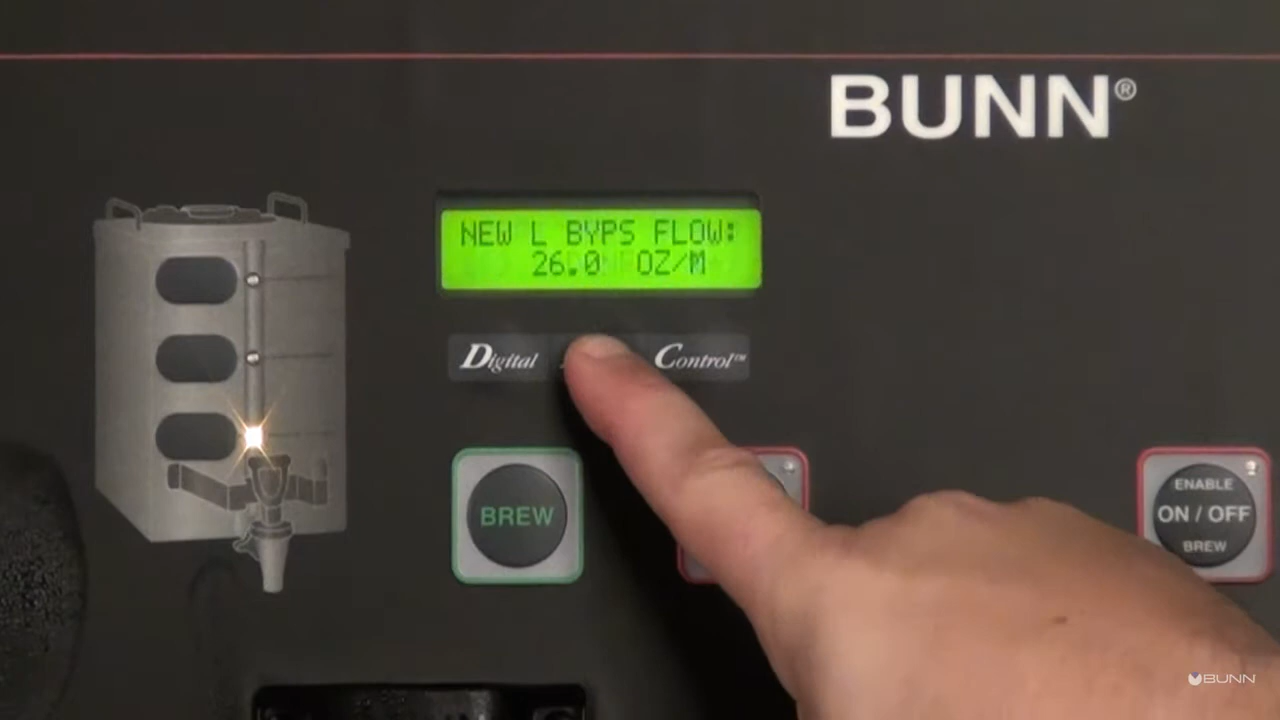 BUNN®
NEW L BYPS FLOW:
26.0 OZ/M
Digital Control™
BREW
ENABLE
ON / OFF
BREW
BUNN